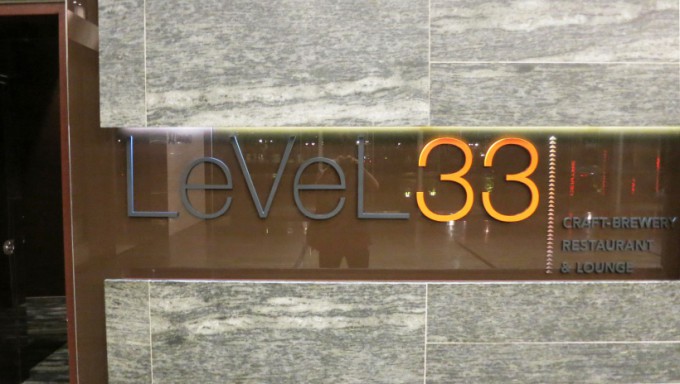 LeVeL33
CRAFT-BREWERY
RESTAURANT
& LOUNGE